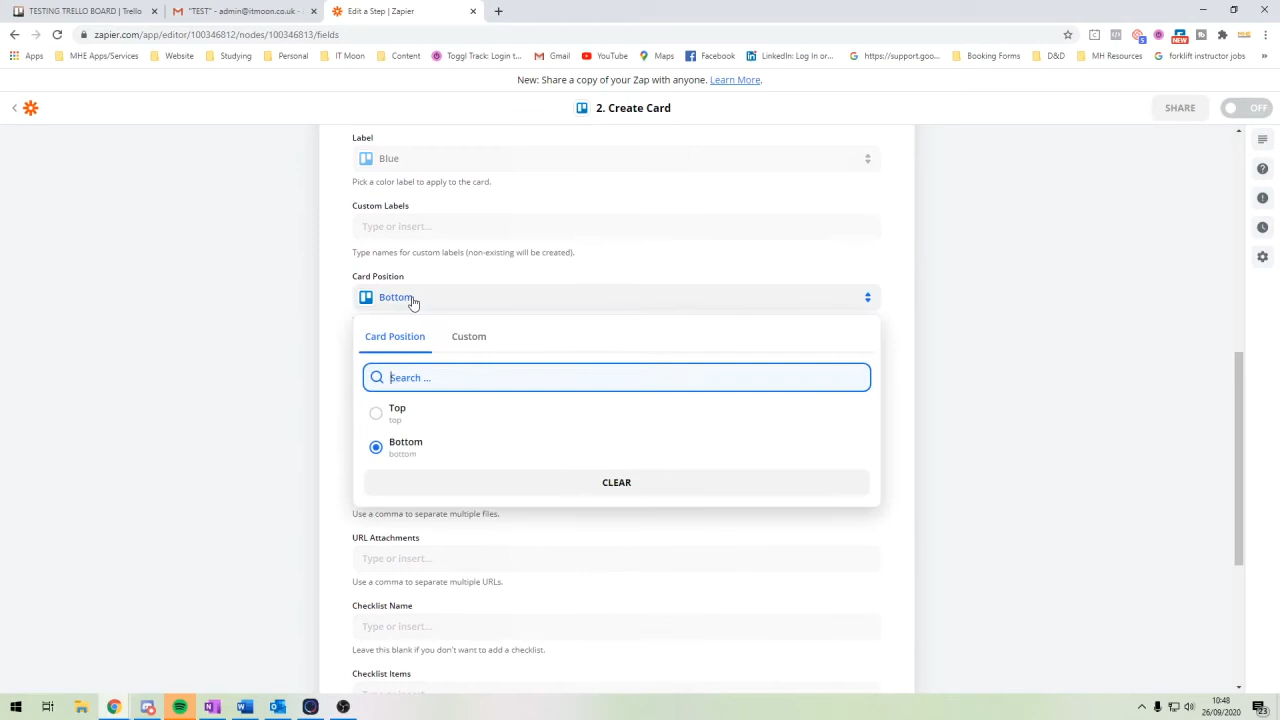 TESTING TRELLO BOARD | Trello
"TEST" - admin@itmoon.co.uk -
Edit a Step | Zapier
zapier.com/app/editor/100346812/nodes/100346813/fields
Apps
MHE Apps/Services
Website
Studying
Personal
IT Moon
Content
Toggl Track Login t...
Gmail
YouTube
Maps
Facebook
LinkedIn: Log In or...
https://support.goo...
Booking Forms
D&D
MH Resources
forklift instructor jobs
New: Share a copy of your Zap with anyone. Learn More.
2. Create Card
SHARE
OFF
Label
Blue
Pick a color label to apply to the card.
Custom Labels
Type or insert...
Type names for custom labels (non-existing will be created).
Card Position
Bottom
Card Position
Custom
Search ...
Top
top
Bottom
bottom
CLEAR
Use a comma to separate multiple files.
URL Attachments
Type or insert...
Use a comma to separate multiple URLs.
Checklist Name
Type or insert...
Leave this blank if you don't want to add a checklist.
Checklist Items
10:48
26/09/2020